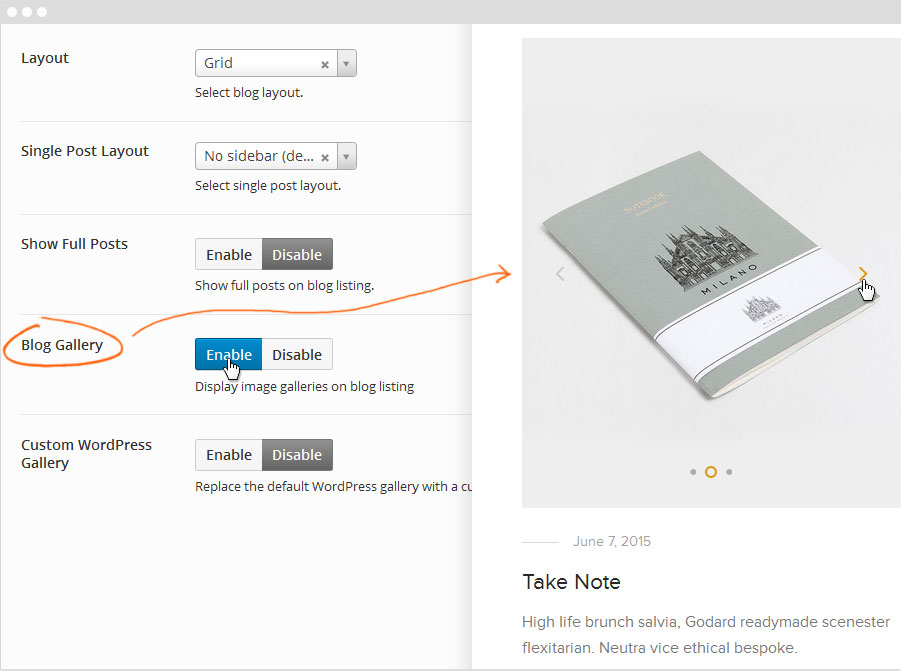 Layout
Grid
Select blog layout.
Single Post Layout
No sidebar (de...
Select single post layout.
Show Full Posts
Enable Disable
Show full posts on blog listing.
Blog Gallery
Enable Disable
Display image galleries on blog listing
Custom WordPress
Gallery
Enable Disable
Replace the default WordPress gallery with a cu
NOTEBOOK
MILANO
June 7, 2015
Take Note
High life brunch salvia, Godard readymade scenester
flexitarian. Neutra vice ethical bespoke.